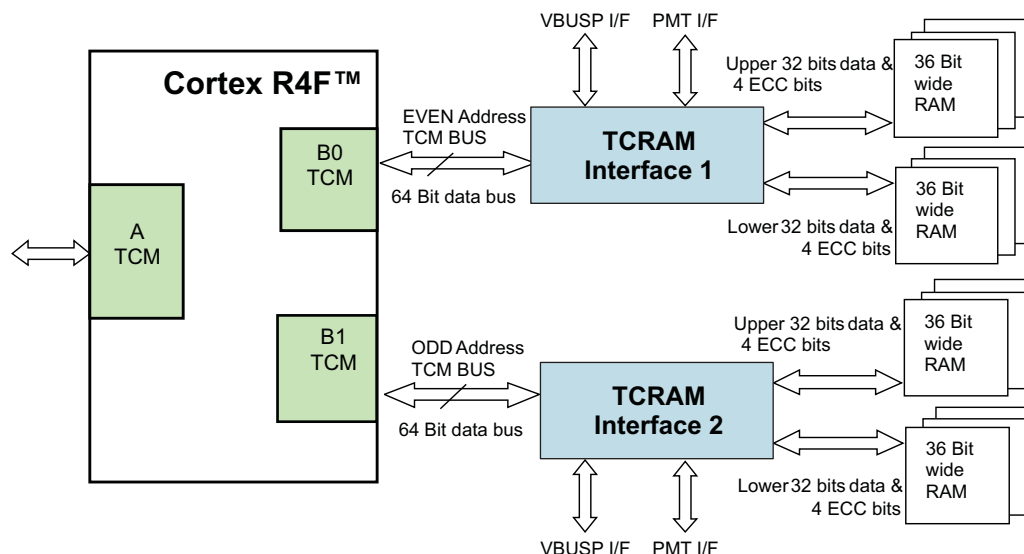 VBUSP I/F
PMT I/F
Cortex R4F™
EVEN Address
TCM BUS
64 Bit data bus
B0
TCM
A
TCM
B1
TCM
TCRAM
Interface 1
Upper 32 bits data &
4 ECC bits
36 Bit
wide
RAM
Lower 32 bits data &
4 ECC bits
36 Bit
wide
RAM
ODD Address
TCM BUS
64 Bit data bus
TCRAM
Interface 2
Upper 32 bits data &
4 ECC bits
36 Bit
wide
RAM
Lower 32 bits data &
4 ECC bits
36 Bit
wide
RAM
VBUSP I/F
PMT I/F